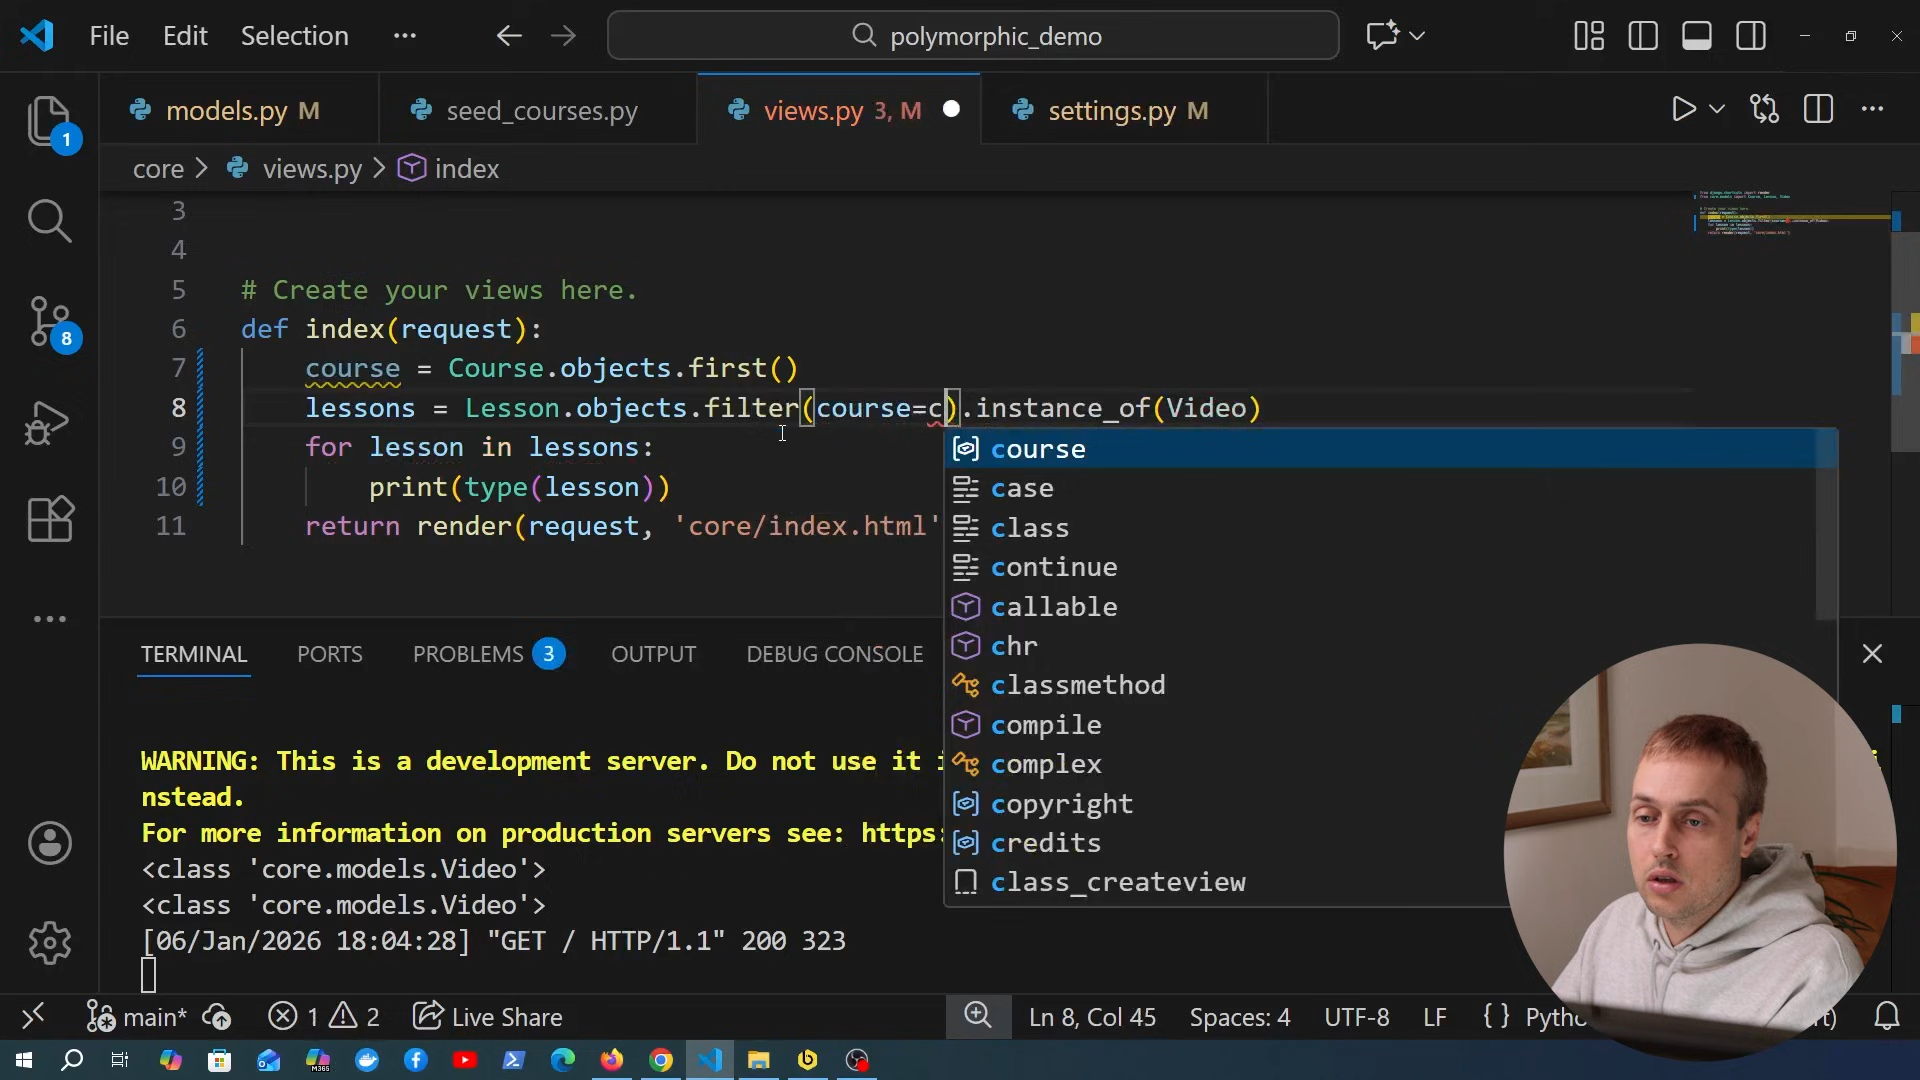 File Edit Selection ··· polymorphic_demo
models.py M seed_courses.py views.py 3, M settings.py M
core > views.py > index
3
4
5 # Create your views here.
6 def index(request):
7 course = Course.objects.first()
8 lessons = Lesson.objects.filter(course=c).instance_of(Video)
9 for lesson in lessons:
10 print(type(lesson))
11 return render(request, 'core/index.html'
course
case
class
continue
callable
chr
classmethod
compile
complex
copyright
credits
class_createview
1
8
TERMINAL PORTS PROBLEMS 3 OUTPUT DEBUG CONSOLE
WARNING: This is a development server. Do not use it i
nstead.
For more information on production servers see: https:
<class 'core.models.Video'>
<class 'core.models.Video'>
[06/Jan/2026 18:04:28] "GET / HTTP/1.1" 200 323
main* 1 2 Live Share Ln 8, Col 45 Spaces: 4 UTF-8 LF { } Pytho